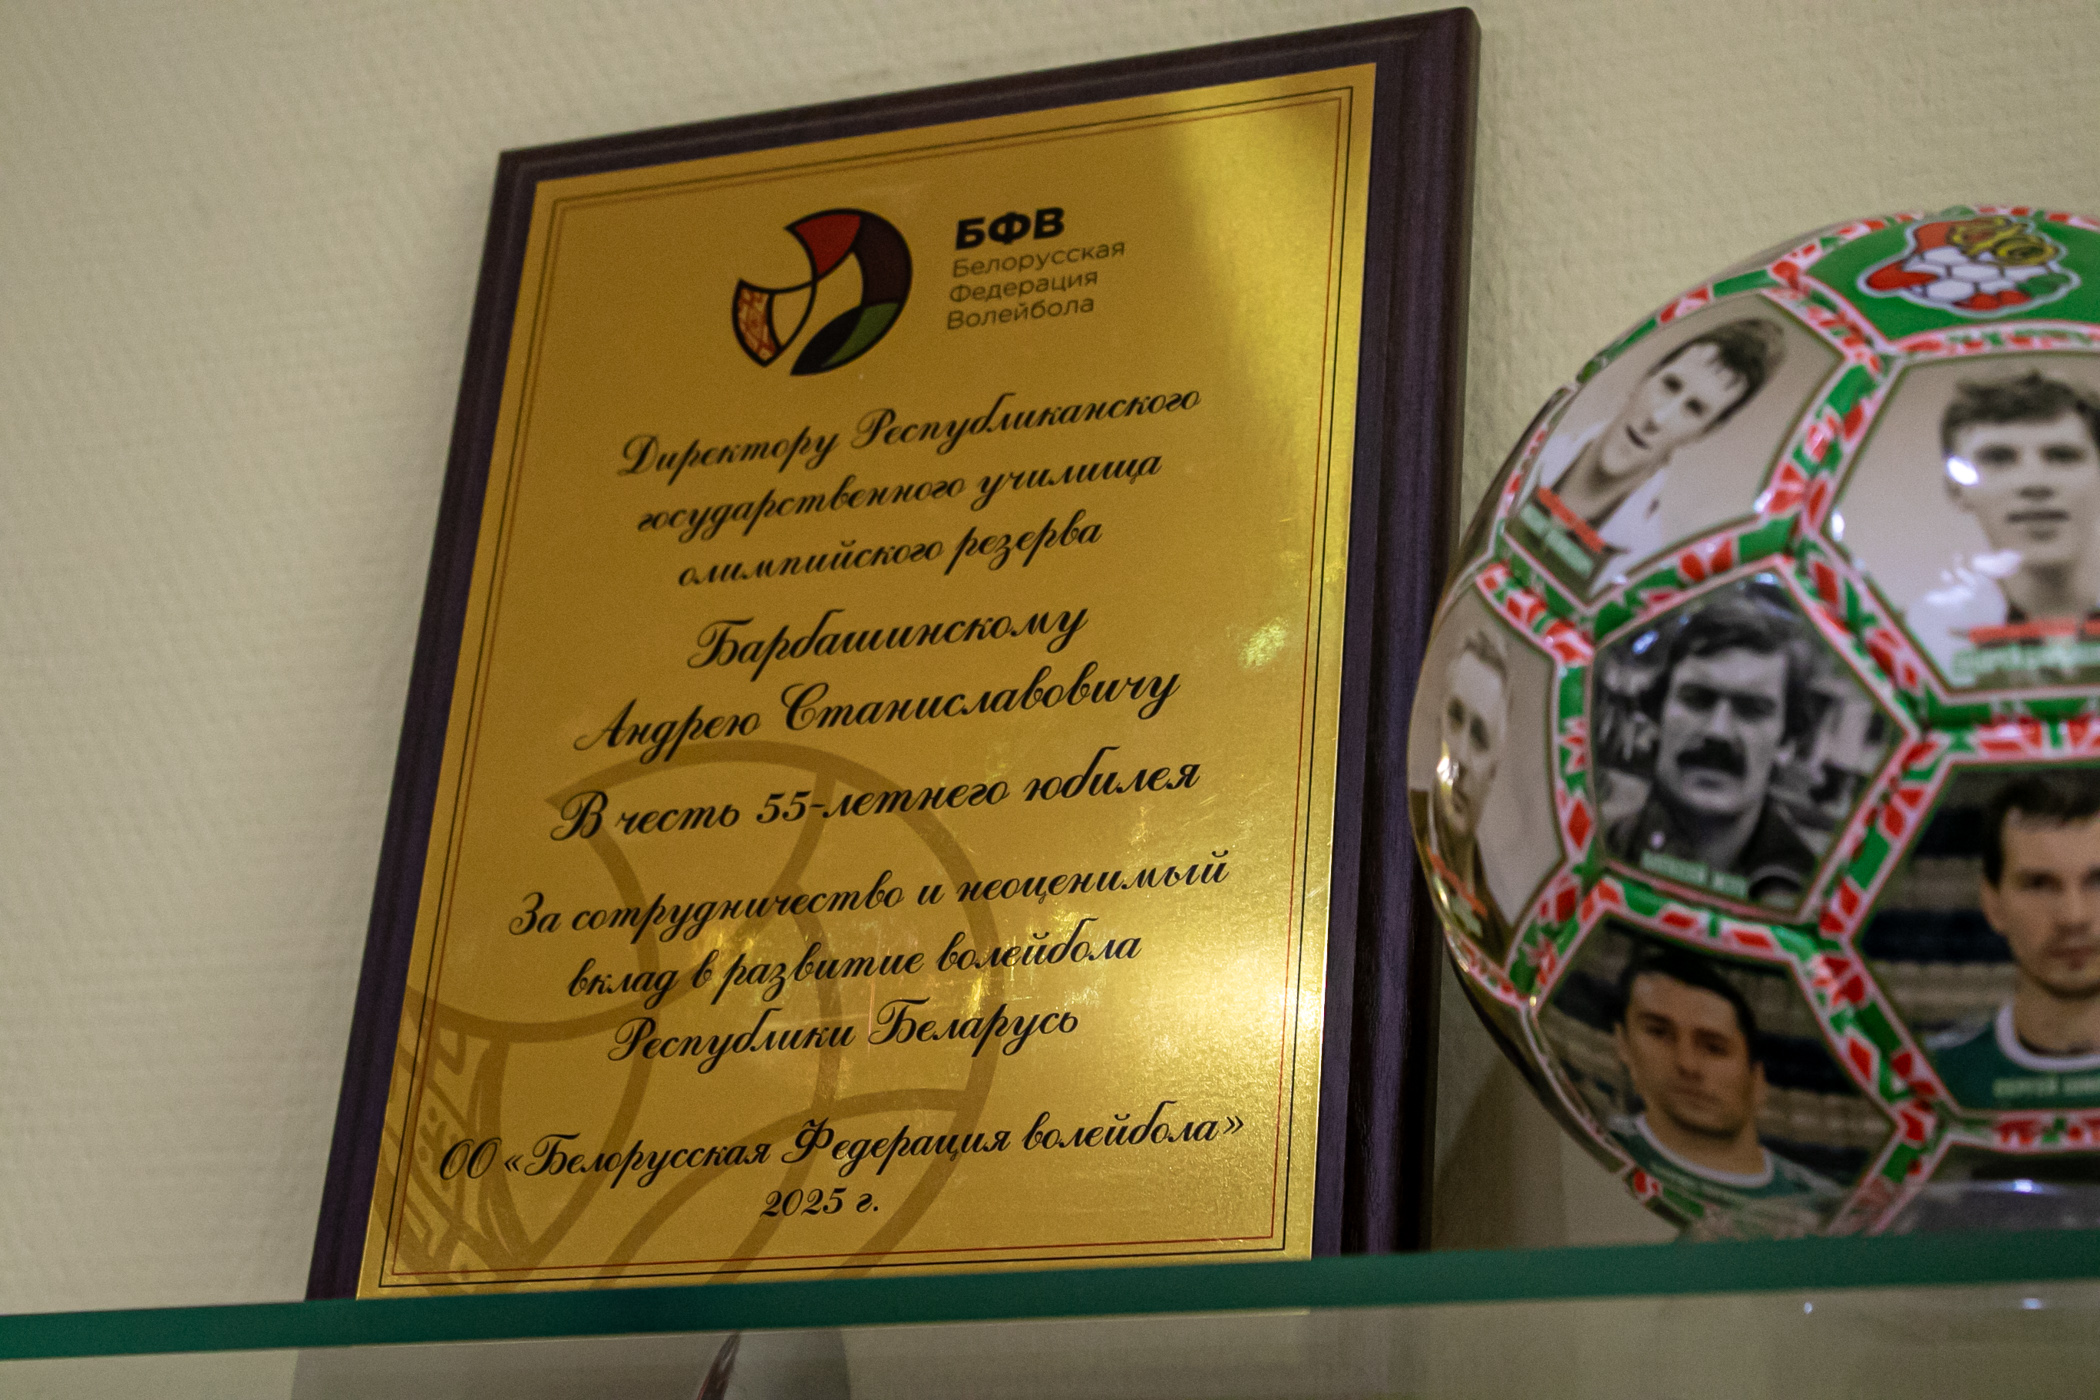 БФВ
Белорусская
Федерация
Волейбола
Директору Республиканского
государственного училища
олимпийского резерва
Барбашинскому
Андрею Станиславовичу
В честь 55-летнего юбилея
За сотрудничество и неоценимый
вклад в развитие волейбола
Республики Беларусь
ОО «Белорусская Федерация волейбола»
2025 г.